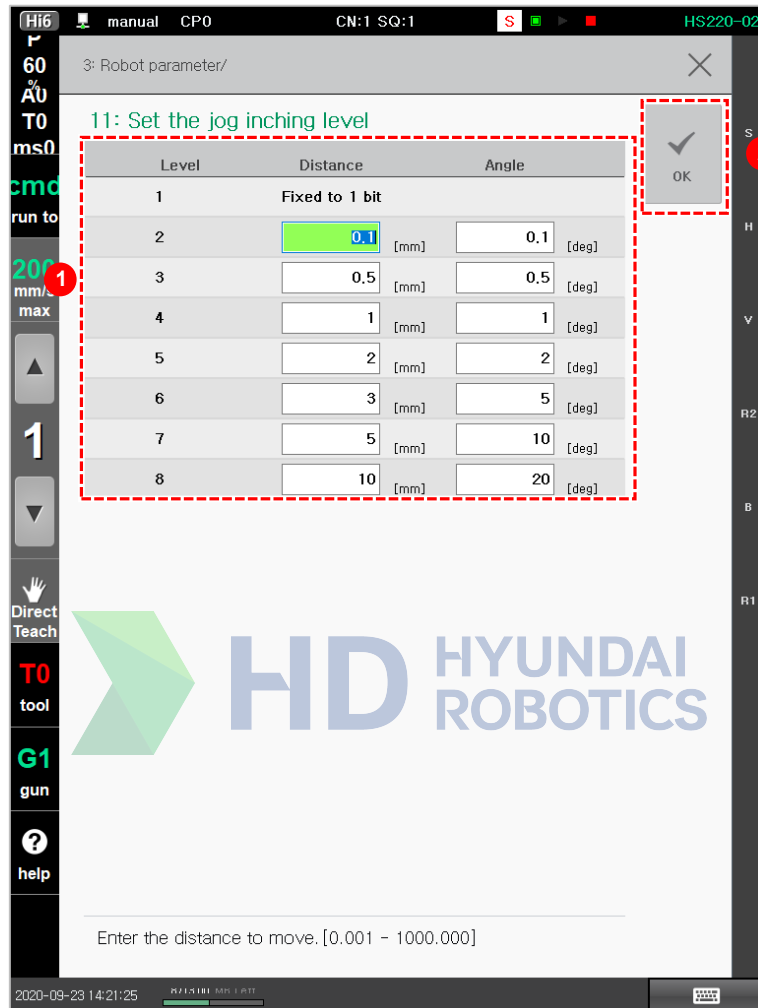 Hi6 manual CP0 CN:1 SQ:1 S HS220-02
P
60
%
A0
T0
ms0
cmd
run to
200
mm/s
max
1
1
Direct
Teach
T0
tool
G1
gun
?
help
3: Robot parameter/
11: Set the jog inching level
OK
Level Distance Angle
1 Fixed to 1 bit
2 0.1 [mm] 0.1 [deg]
3 0.5 [mm] 0.5 [deg]
4 1 [mm] 1 [deg]
5 2 [mm] 2 [deg]
6 3 [mm] 5 [deg]
7 5 [mm] 10 [deg]
8 10 [mm] 20 [deg]
HD HYUNDAI
ROBOTICS
Enter the distance to move.[0.001 - 1000.000]
S
H
V
R2
B
R1
2020-09-23 14:21:25